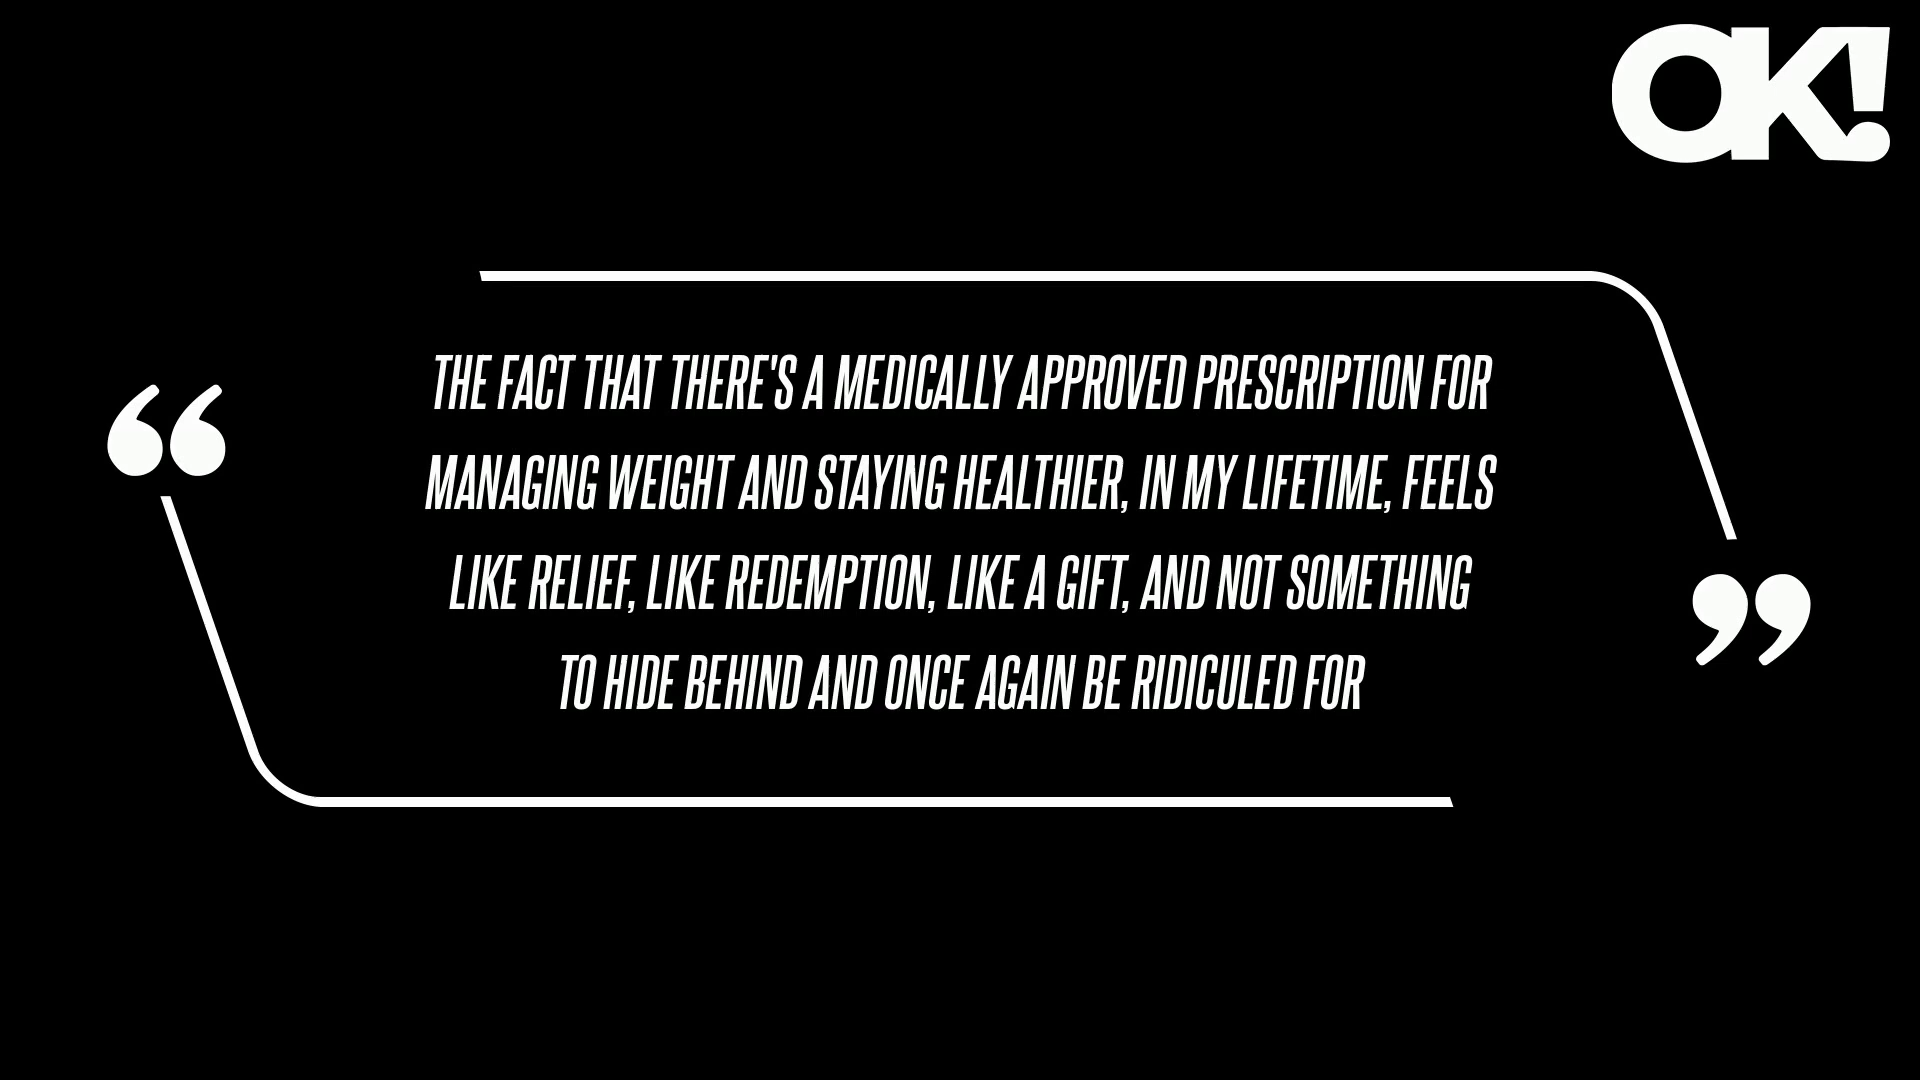 OK!
“
THE FACT THAT THERE'S A MEDICALLY APPROVED PRESCRIPTION FOR
MANAGING WEIGHT AND STAYING HEALTHIER, IN MY LIFETIME, FEELS
LIKE RELIEF, LIKE REDEMPTION, LIKE A GIFT, AND NOT SOMETHING
TO HIDE BEHIND AND ONCE AGAIN BE RIDICULED FOR
”